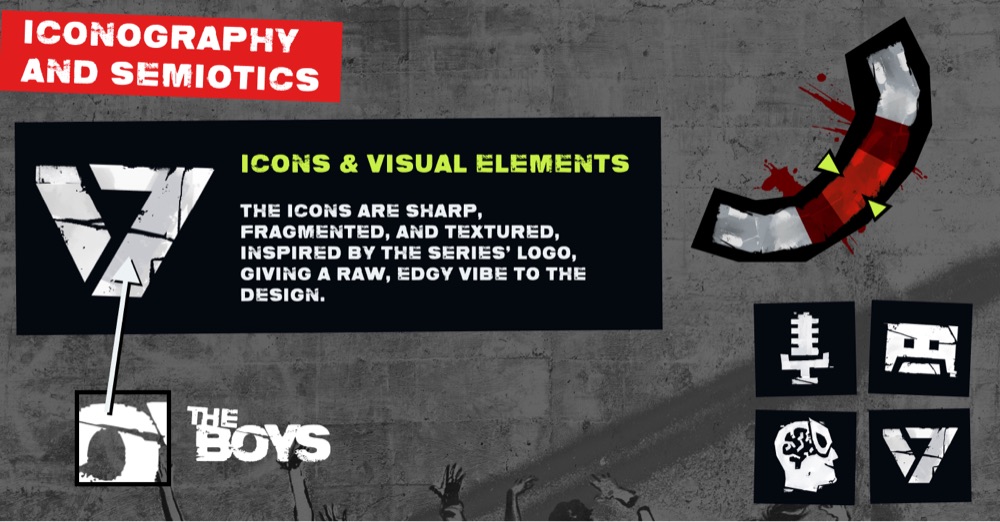 ICONOGRAPHY
AND SEMIOTICS
ICONS & VISUAL ELEMENTS
THE ICONS ARE SHARP,
FRAGMENTED, AND TEXTURED,
INSPIRED BY THE SERIES' LOGO,
GIVING A RAW, EDGY VIBE TO THE
DESIGN.
THE
BOYS